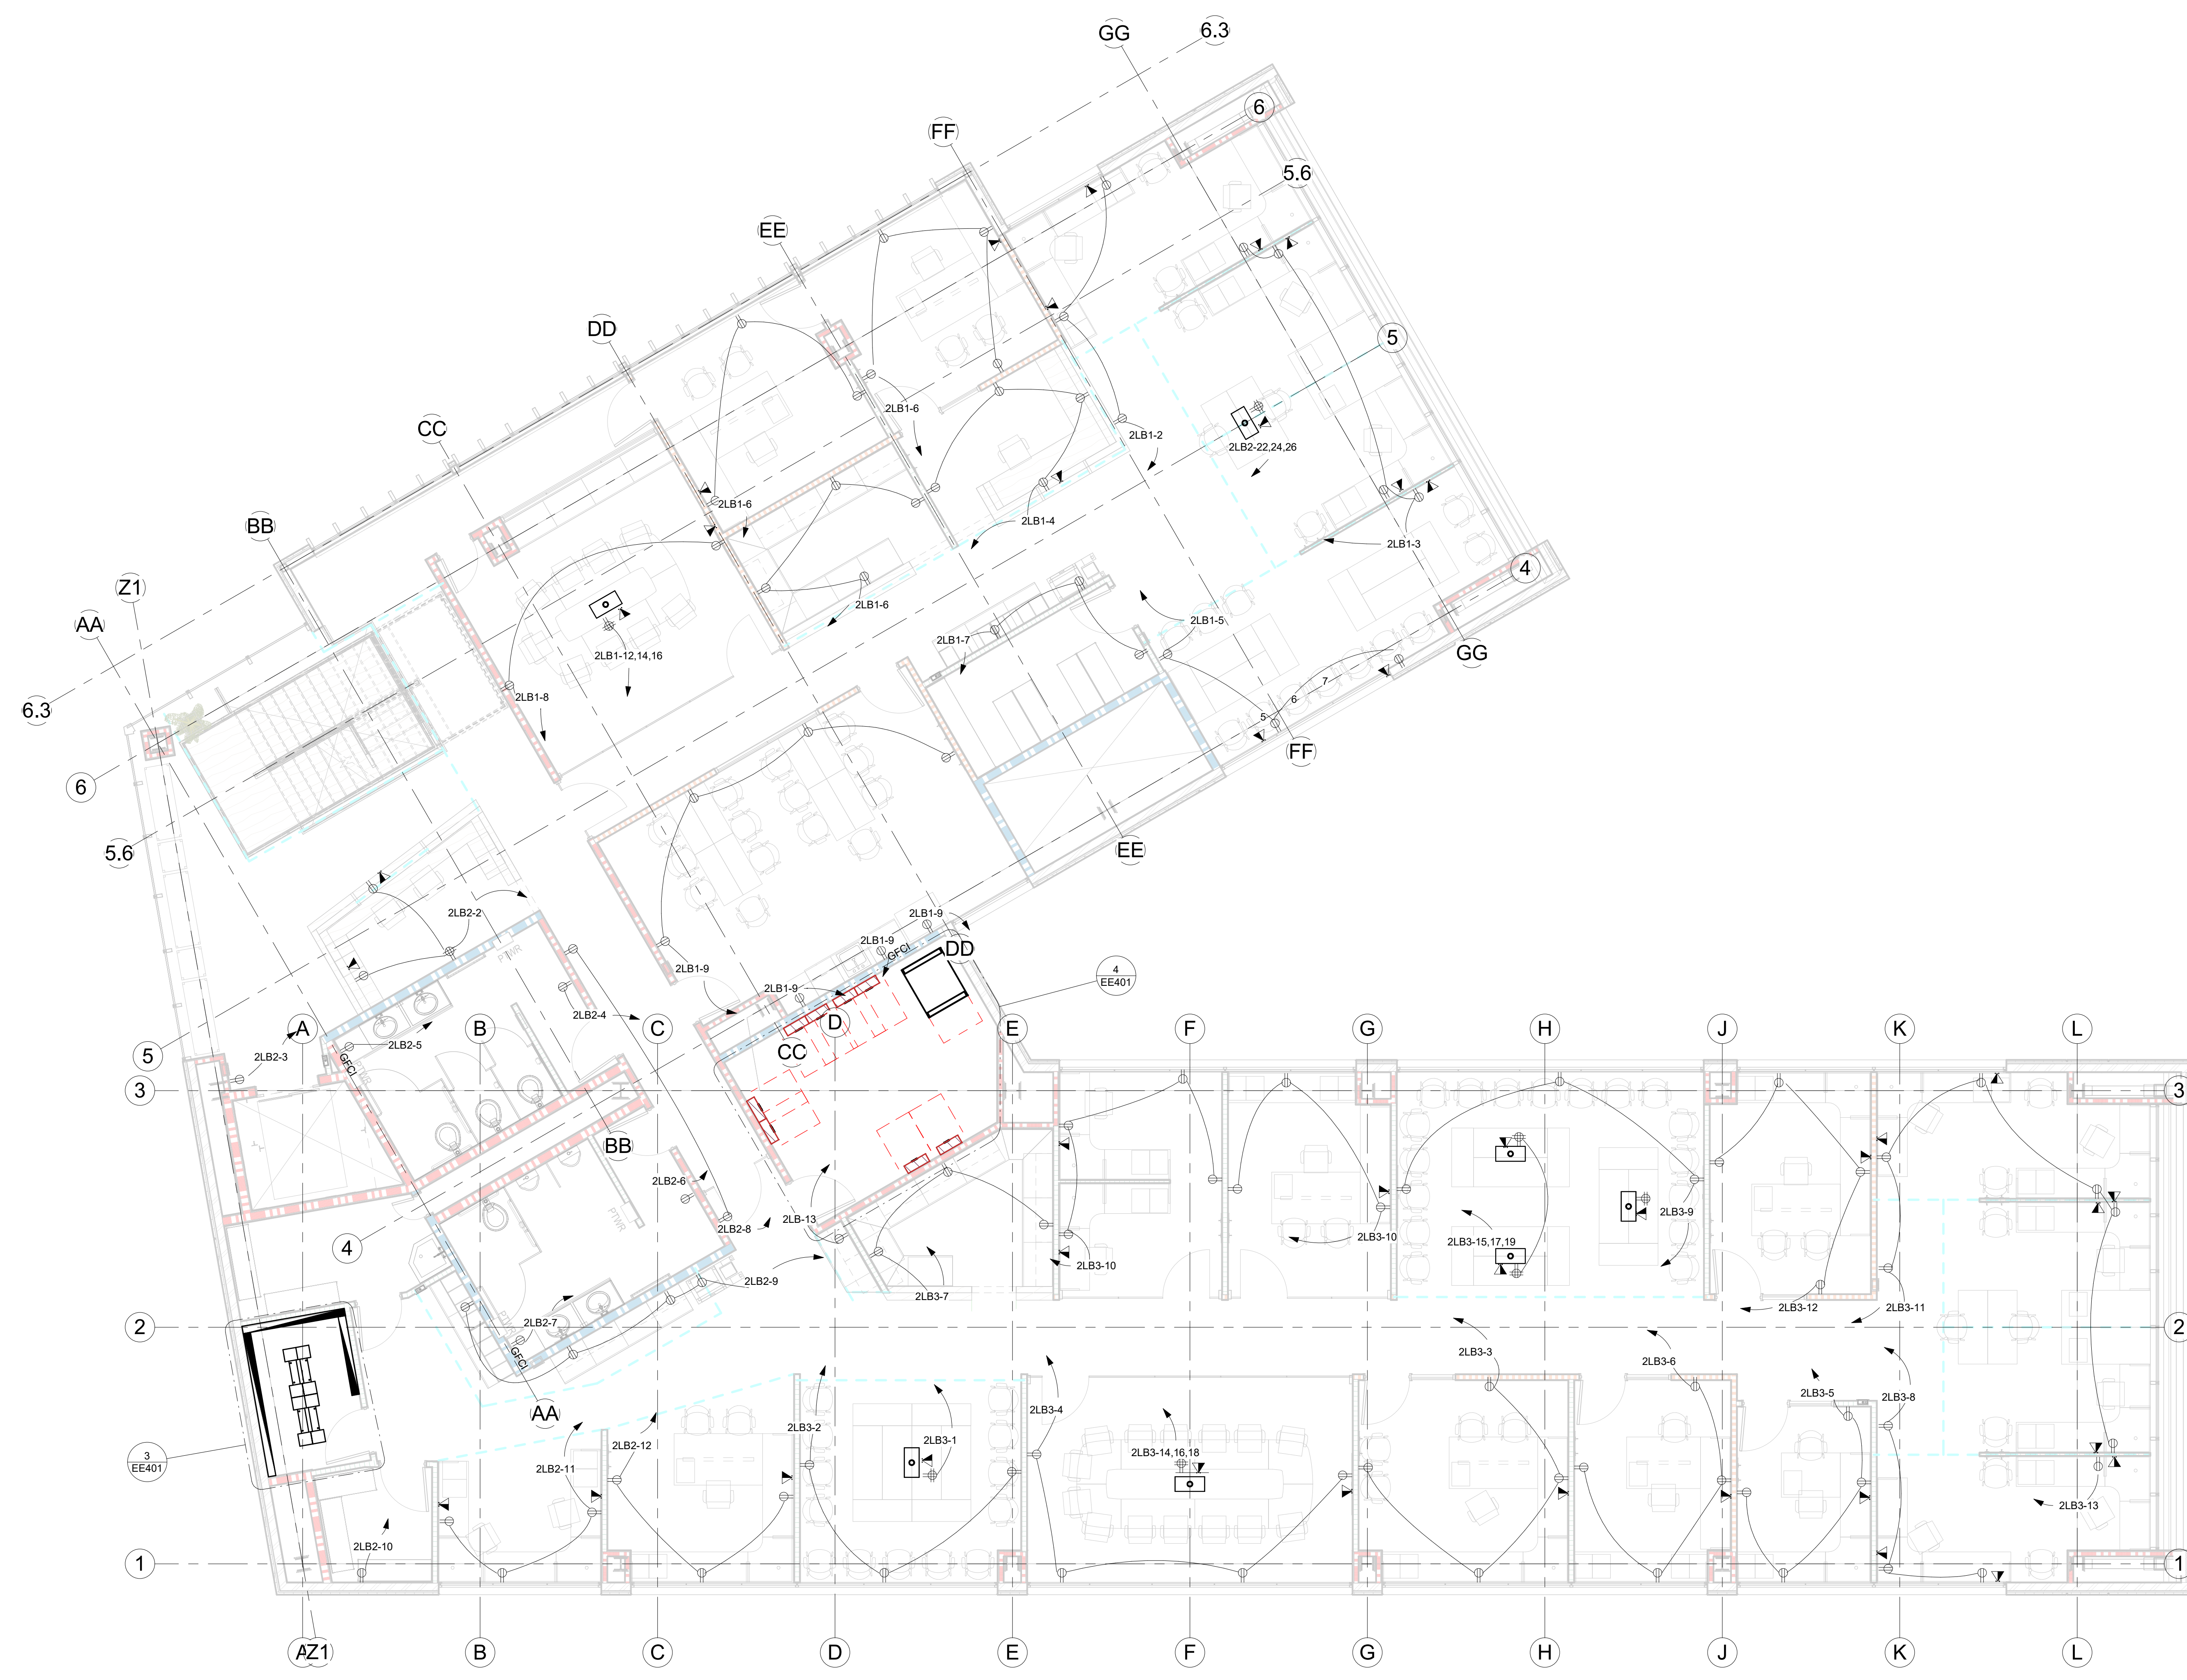 GG
6.3
FF
6
5.6
EE
DD
5
CC
2LB1-6
2LB1-2
2LB2-22,24,26
BB
2LB1-6
2LB1-4
2LB1-3
4
Z1
AA
2LB1-6
2LB1-7
2LB1-5
2LB1-12,14,16
GG
2LB1-8
7
6
5
6.3
FF
6
5.6
EE
2LB2-2
2LB1-9
2LB1-9
GFCI
DD
PTWR
2LB1-9
2LB1-9
4
EE401
2LB2-4
A
B
C
D
E
F
G
H
J
K
L
2LB2-3
2LB2-5
5
CC
GFCI
PTWR
3
3
BB
2LB2-6
2LB-13
2LB2-8
PTWR
2LB3-9
4
2LB3-10
2LB3-15,17,19
2LB3-10
2LB2-9
2LB3-7
2LB3-12
2LB3-11
2LB2-7
PTWR
GFCI
2
2
2LB3-3
2LB3-6
2LB3-5
2LB3-8
AA
2LB3-4
2LB3-2
2LB3-1
2LB2-12
2LB3-14,16,18
3
EE401
2LB2-11
2LB3-13
2LB2-10
1
1
A
Z1
B
C
D
E
F
G
H
J
K
L